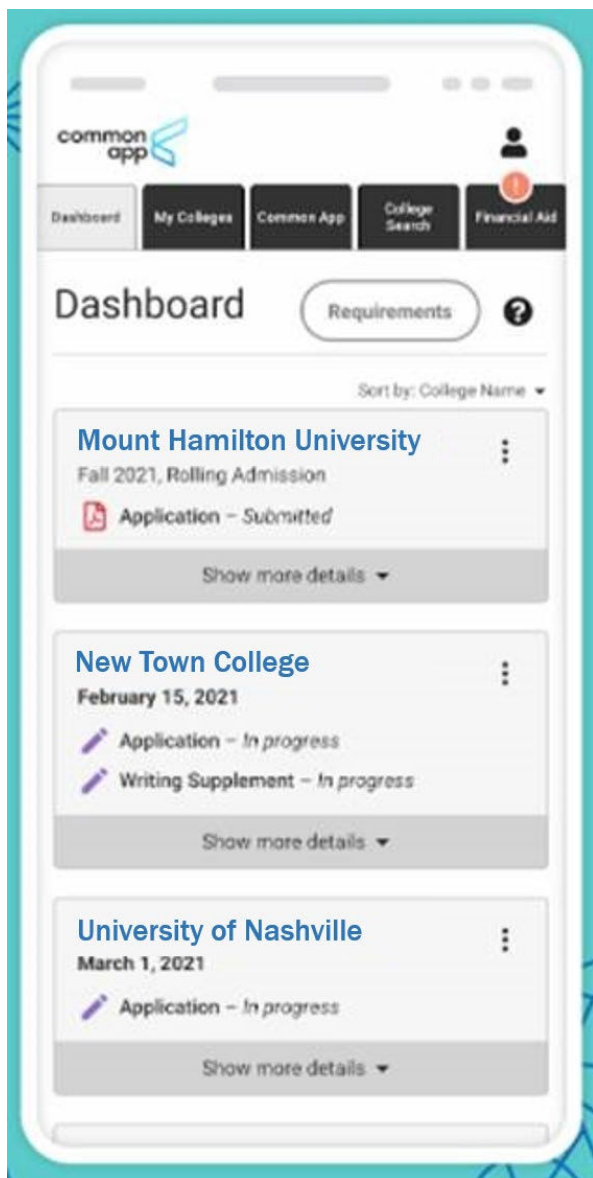 common
app
!
Dashboard
My Colleges
Common App
College
Search
Financial Aid
Dashboard
Requirements
?
Sort by: College Name
Mount Hamilton University
Fall 2021, Rolling Admission
Application – Submitted
Show more details
New Town College
February 15, 2021
Application – In progress
Writing Supplement – In progress
Show more details
University of Nashville
March 1, 2021
Application – In progress
Show more details